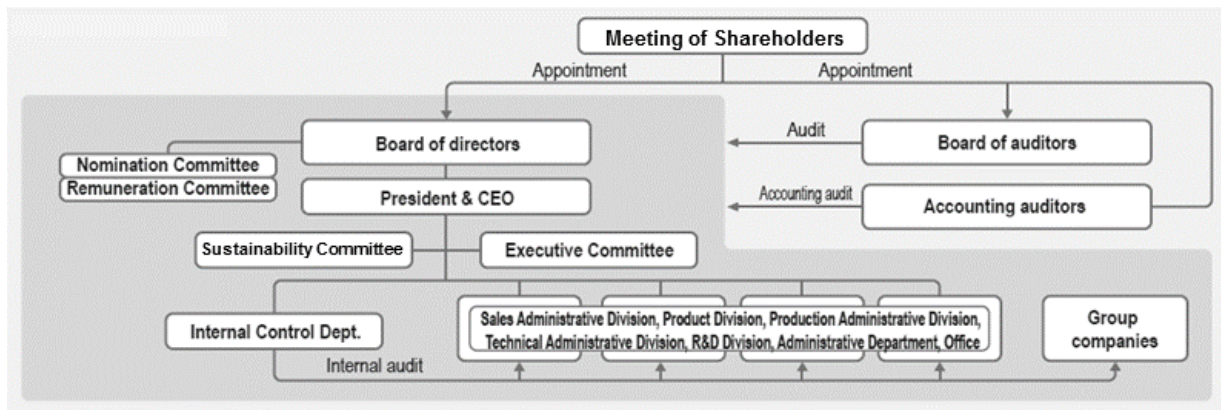 Meeting of Shareholders
Appointment
Appointment
Board of directors
Audit
Board of auditors
Nomination Committee
Remuneration Committee
President & CEO
Accounting audit
Accounting auditors
Sustainability Committee
Executive Committee
Internal Control Dept.
Sales Administrative Division, Product Division, Production Administrative Division,
Technical Administrative Division, R&D Division, Administrative Department, Office
Group
companies
Internal audit